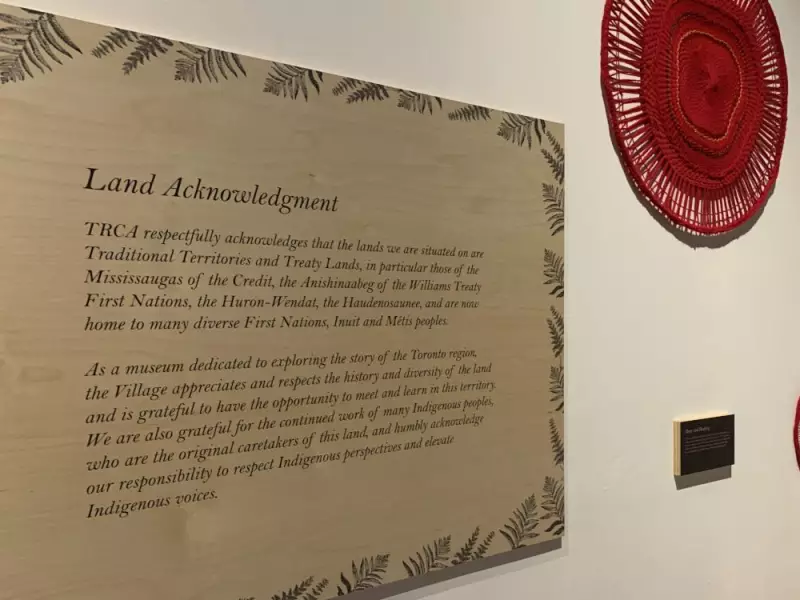 Land Acknowledgment
TRCA respectfully acknowledges that the lands we are situated on are
Traditional Territories and Treaty Lands, in particular those of the
Mississaugas of the Credit, the Anishinaabeg of the Williams Treaty
First Nations, the Huron-Wendat, the Haudenosaunee, and are now
home to many diverse First Nations, Inuit and Métis peoples.
As a museum dedicated to exploring the story of the Toronto region,
the Village appreciates and respects the history and diversity of the land
and is grateful to have the opportunity to meet and learn in this territory.
We are also grateful for the continued work of many Indigenous peoples,
who are the original caretakers of this land, and humbly acknowledge
our responsibility to respect Indigenous perspectives and elevate
Indigenous voices.